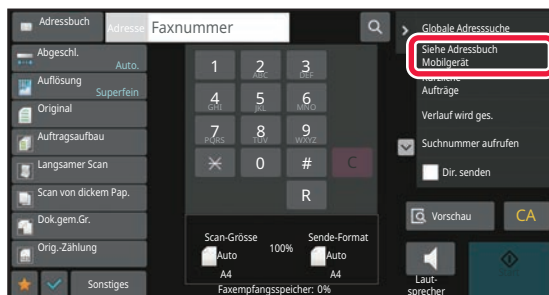 Adressbuch
Adresse Faxnummer
Globale Adresssuche
Siehe Adressbuch
Mobilgerät
Kürzliche
Aufträge
Verlauf wird ges.
Suchnummer aufrufen
Dir. senden
Vorschau
CA
Laut-
sprecher
Abgeschl.
Auto.
Auflösung
Superfein
Original
Auftragsaufbau
Langsamer Scan
Scan von dickem Pap.
Dok.gem.Gr.
Orig.-Zählung
Sonstiges
1 2 3
ABC DEF
4 5 6
GHI JKL MNO
7 8 9
PQRS TUV WXYZ
0 # C
R
Scan-Grösse
Auto
A4
100%
Sende-Format
Auto
A4
Faxempfangsspeicher: 0%